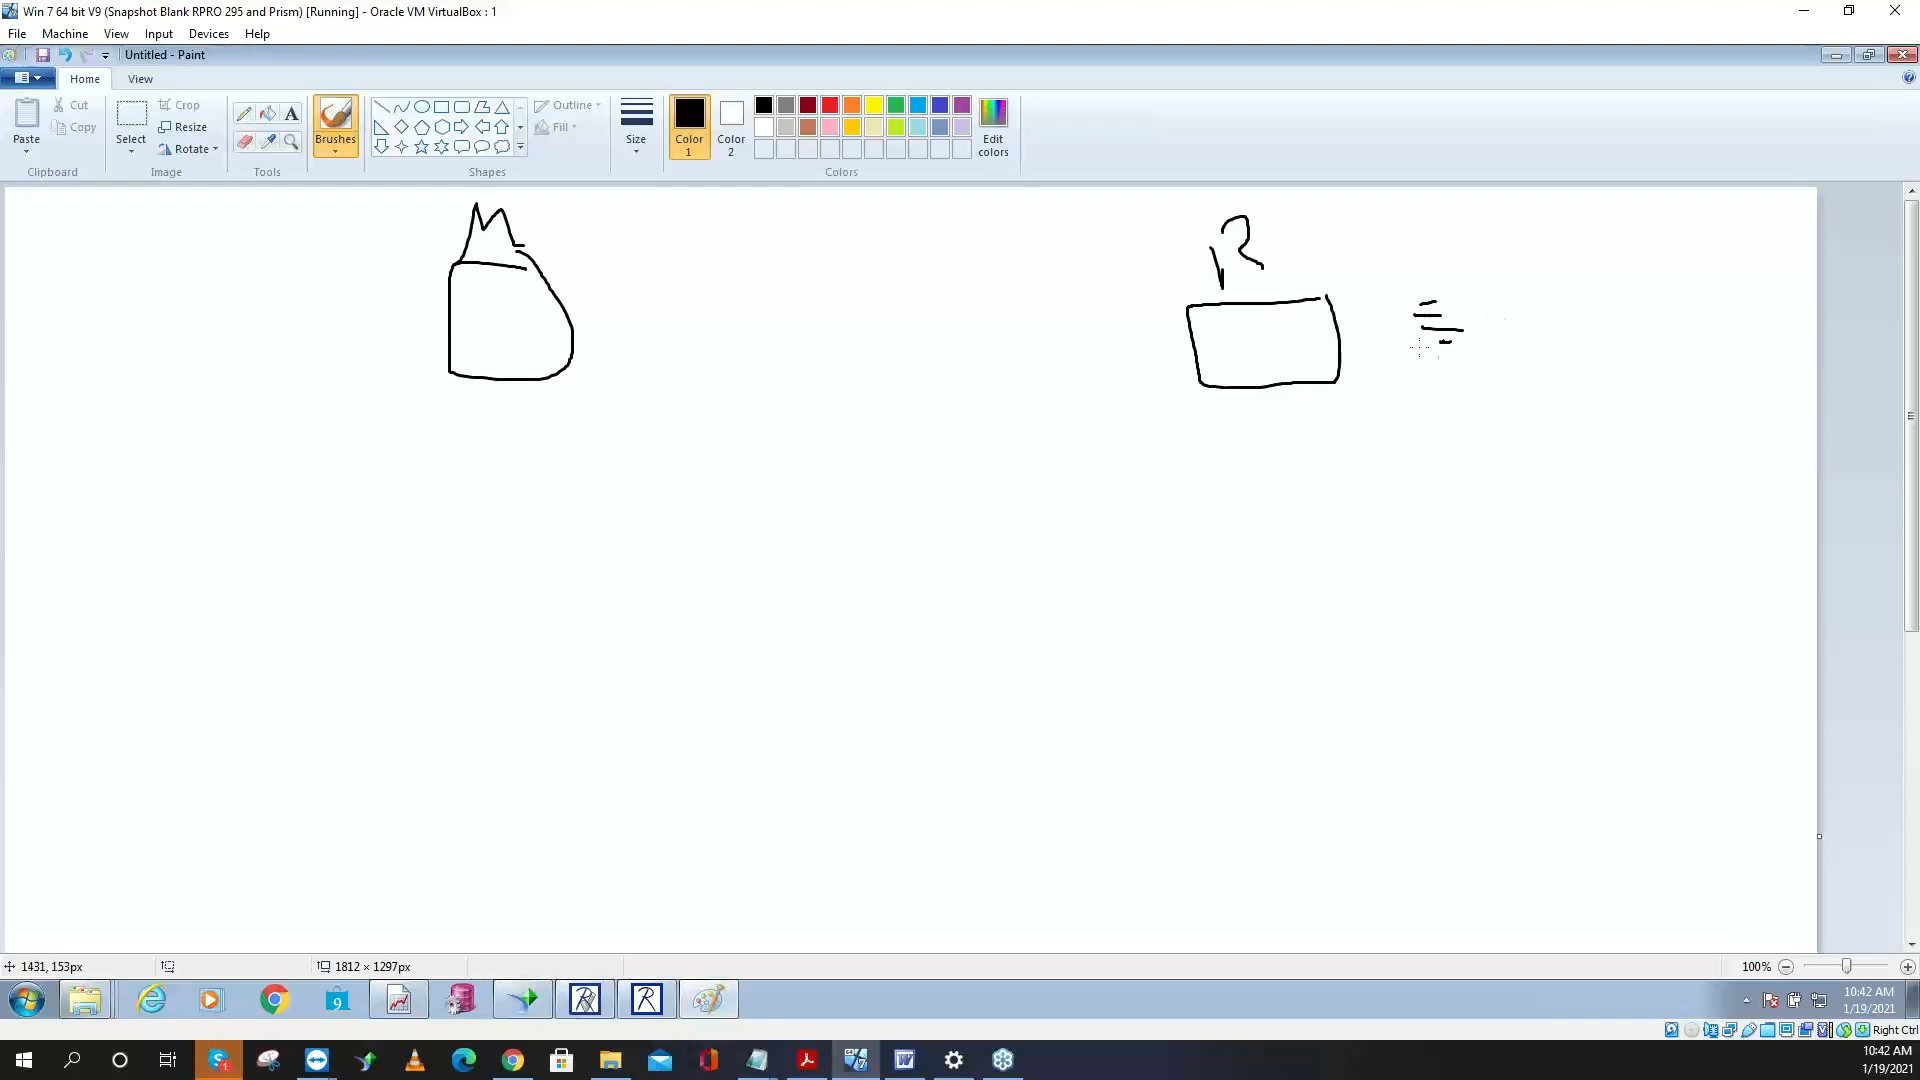 Win 7 64 bit V9 (Snapshot Blank RPRO 295 and Prism) [Running] - Oracle VM VirtualBox : 1
File Machine View Input Devices Help
Untitled - Paint
Home View
Paste
Cut
Copy
Clipboard
Select
Crop
Resize
Rotate
Image
A
Tools
Brushes
Shapes
Outline
Fill
Size
Color 1
Color 2
Edit colors
Colors
M
R
1431, 153px
1812 × 1297px
100%
9
R
R
10:42 AM
1/19/2021
Right Ctrl
10:42 AM
1/19/2021